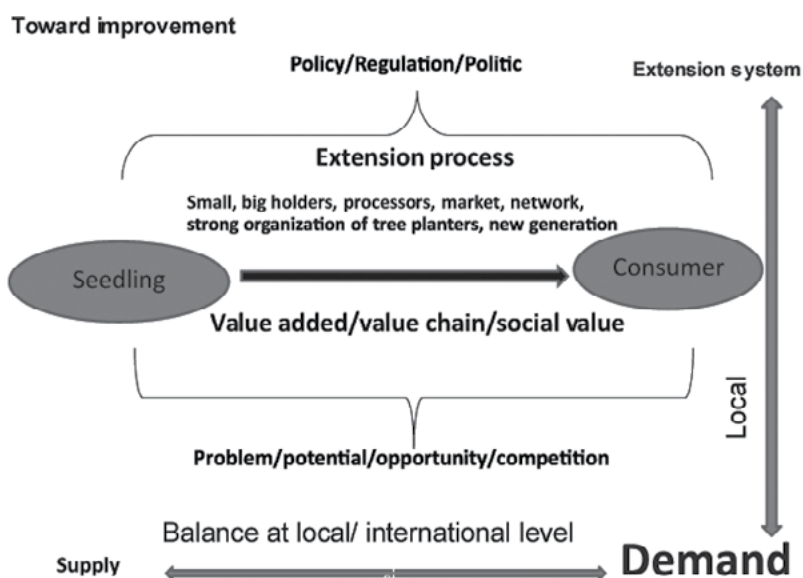 Toward improvement
Policy/Regulation/Politic
Extension system
Extension process
Small, big holders, processors, market, network,
strong organization of tree planters, new generation
Seedling
Consumer
Value added/value chain/social value
Local
Problem/potential/opportunity/competition
Balance at local/ international level
Supply
Demand